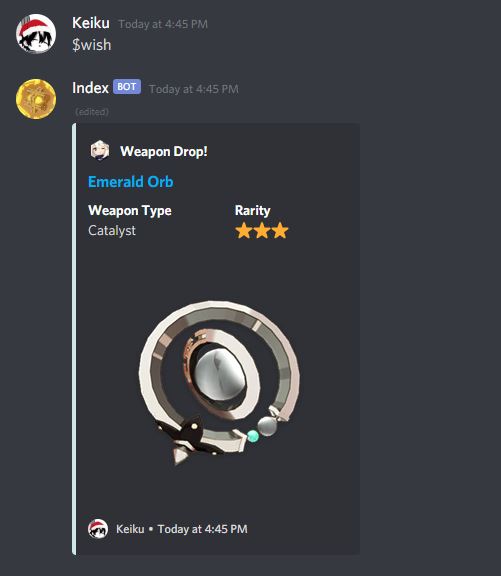 Keiku Today at 4:45 PM
$wish
Index BOT Today at 4:45 PM
(edited)
Weapon Drop!
Emerald Orb
Weapon Type Rarity
Catalyst ⭐⭐⭐
Keiku • Today at 4:45 PM